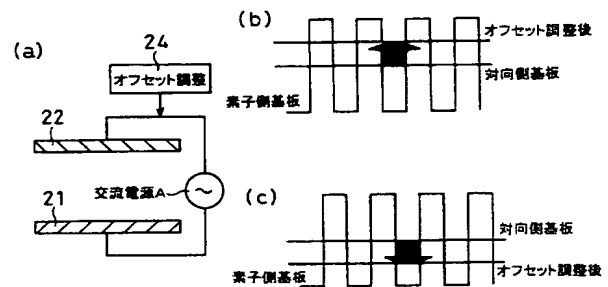 (a)
24
オフセット調整
22
交流電源A
21
(b)
オフセット調整後
対向側基板
素子側基板
(c)
対向側基板
オフセット調整後
素子側基板